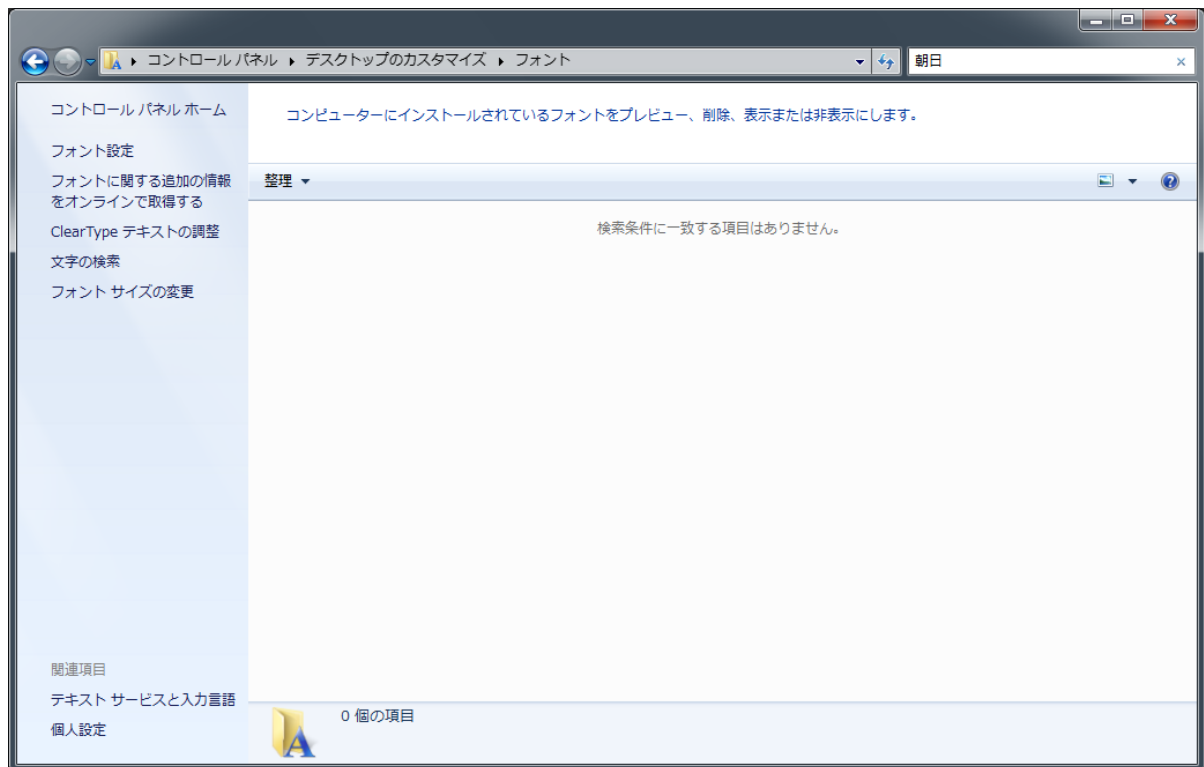 コントロール パネル ▸ デスクトップのカスタマイズ ▸ フォント
朝日
コントロール パネル ホーム
フォント設定
フォントに関する追加の情報
をオンラインで取得する
ClearType テキストの調整
文字の検索
フォント サイズの変更
関連項目
テキスト サービスと入力言語
個人設定
コンピューターにインストールされているフォントをプレビュー、削除、表示または非表示にします。
整理
検索条件に一致する項目はありません。
0 個の項目